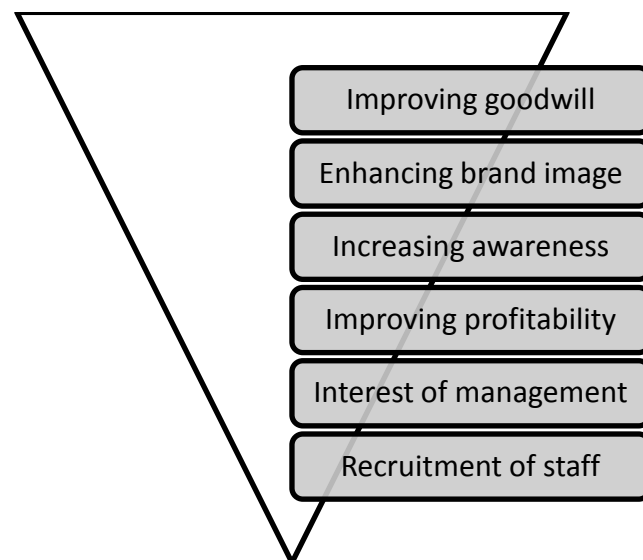 Improving goodwill
Enhancing brand image
Increasing awareness
Improving profitability
Interest of management
Recruitment of staff